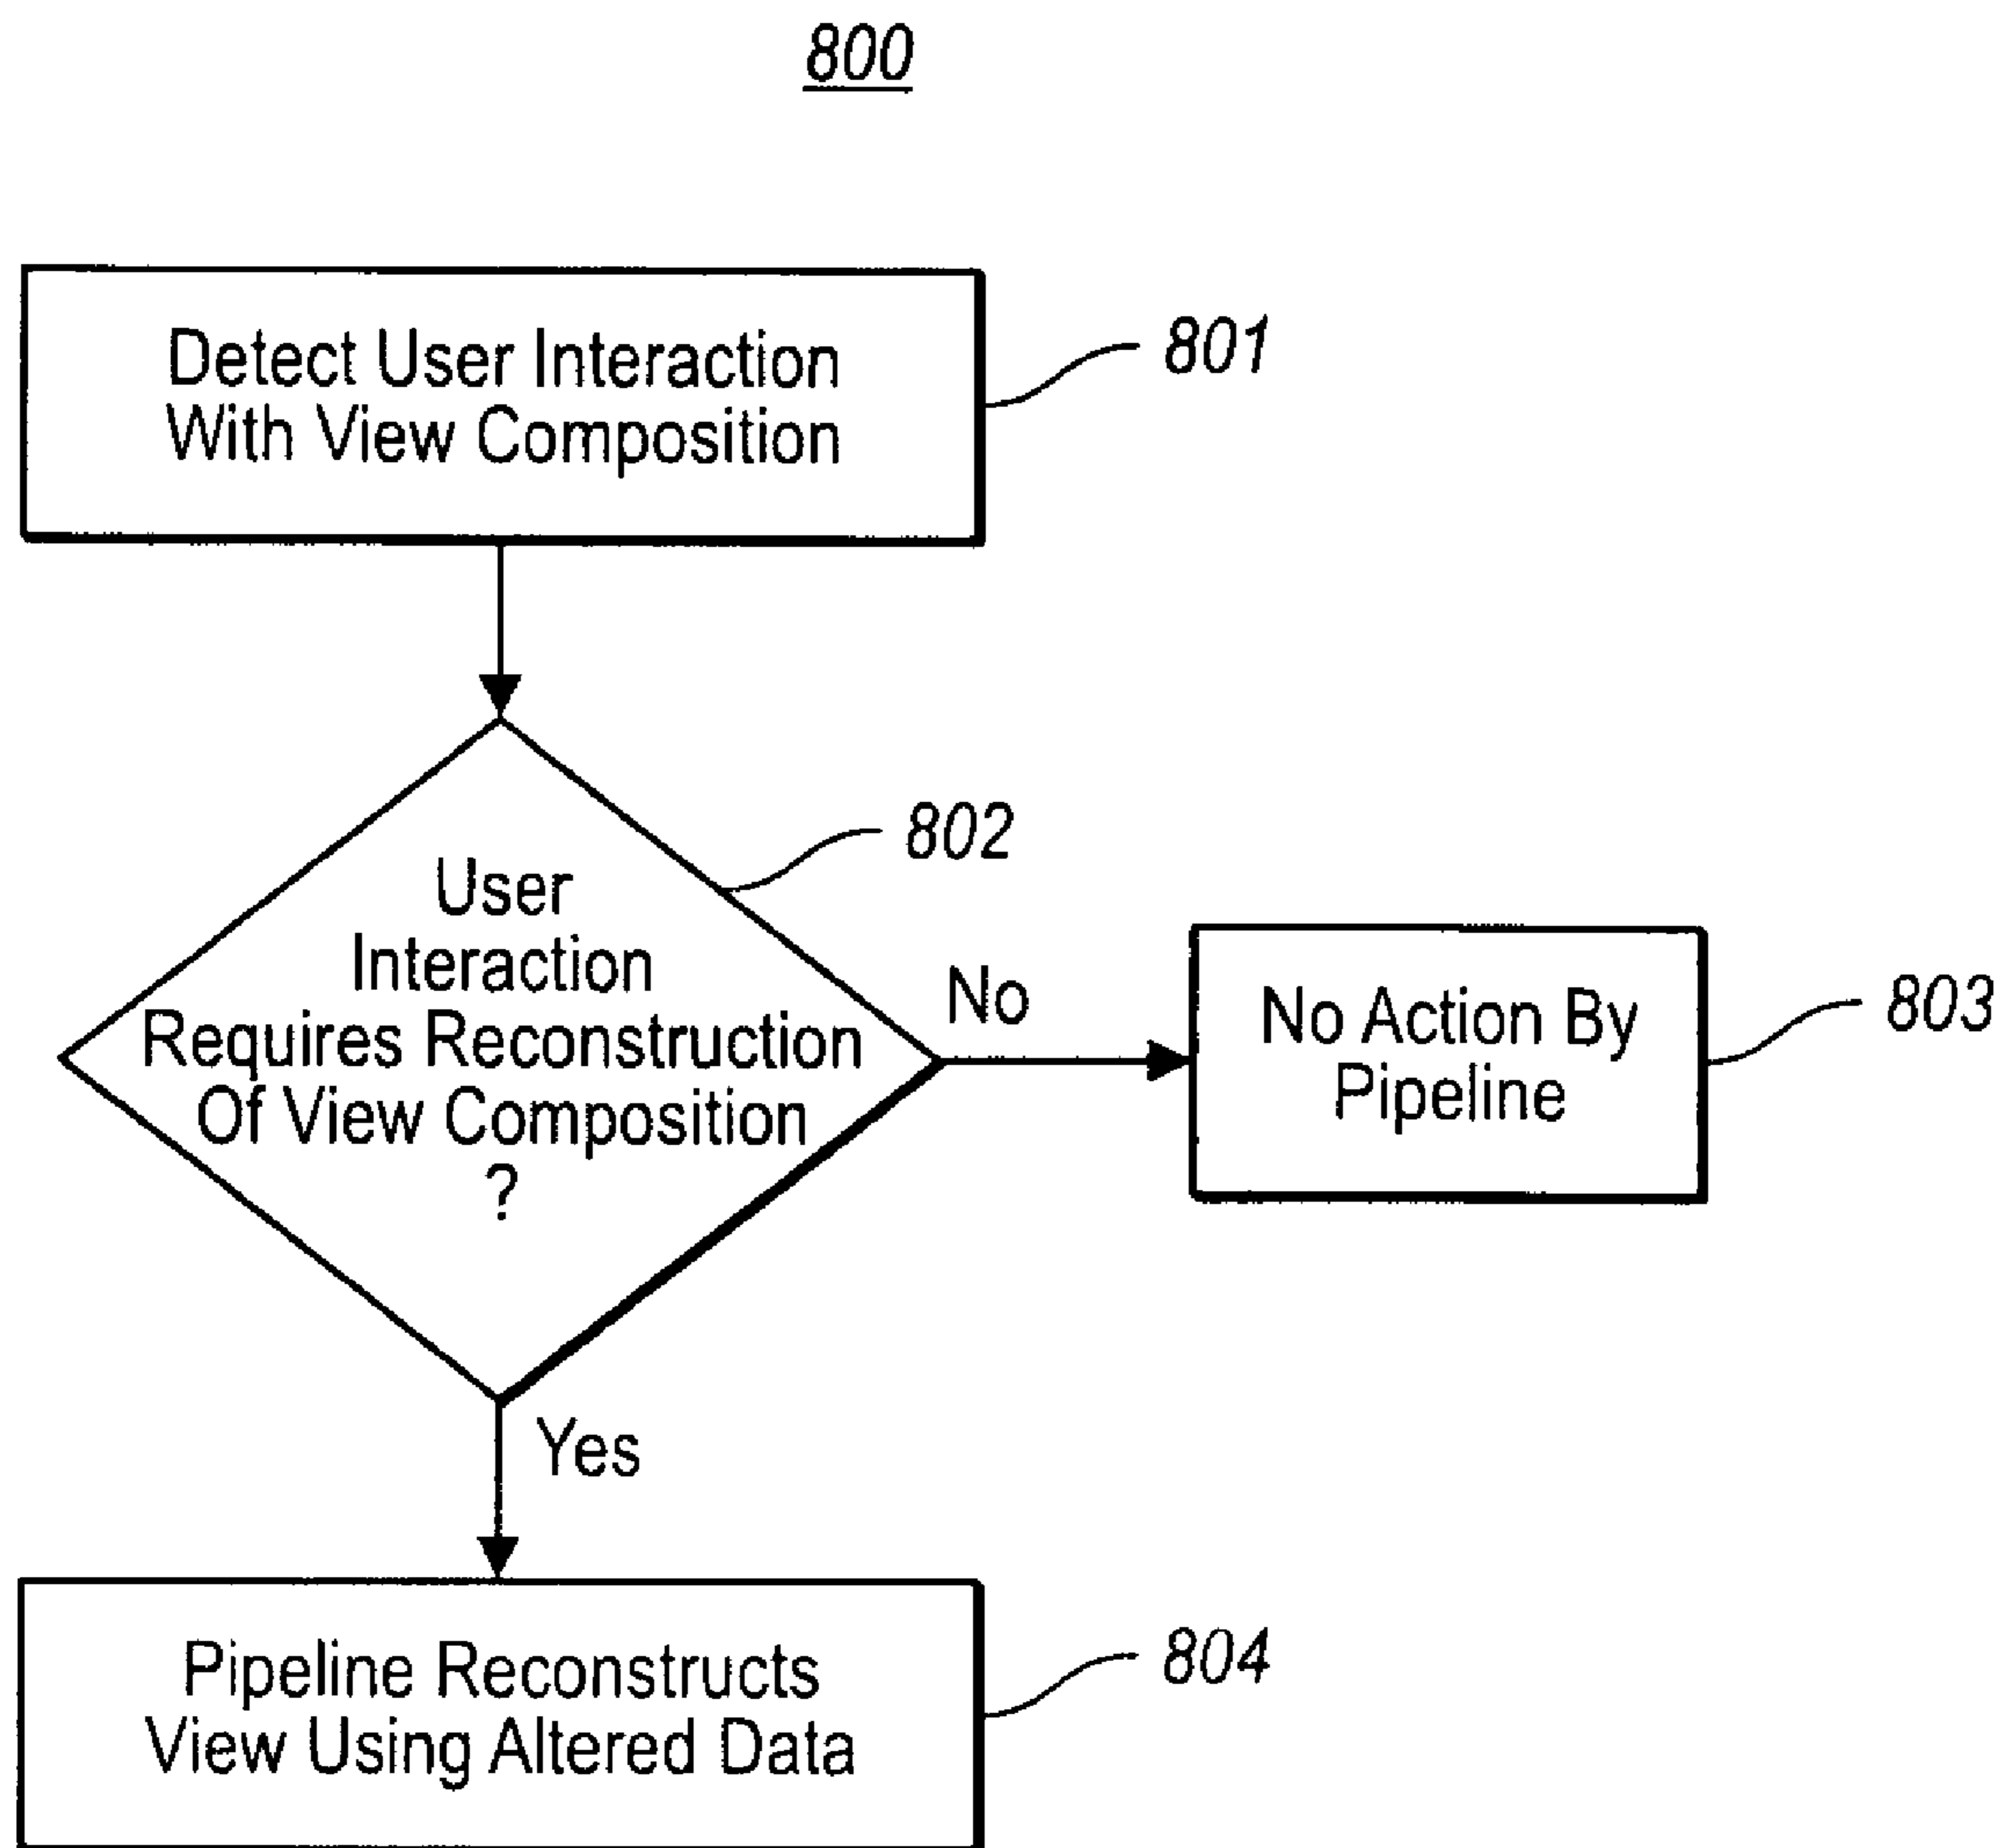 800
Detect User Interaction
With View Composition
801
802
User
Interaction
Requires Reconstruction
Of View Composition
?
No
No Action By
Pipeline
803
Yes
Pipeline Reconstructs
View Using Altered Data
804